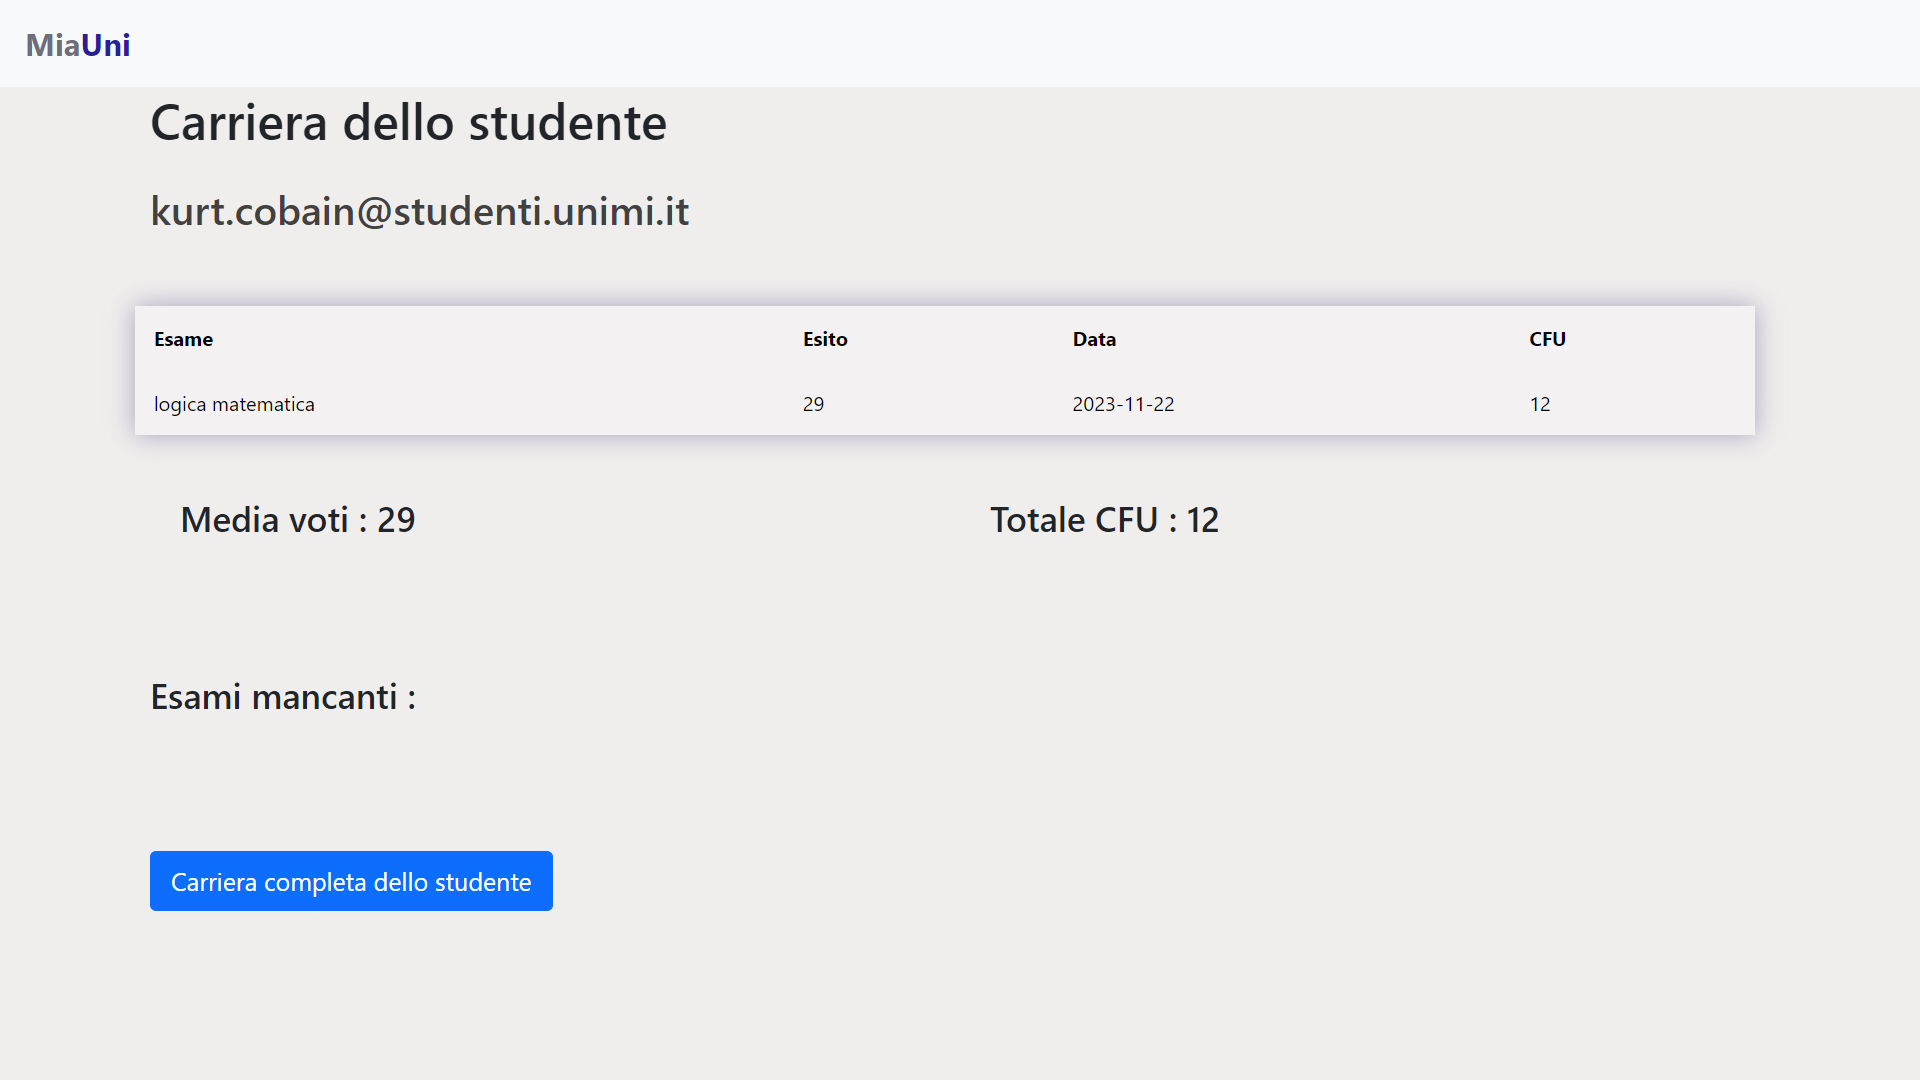 MiaUni
Carriera dello studente
kurt.cobain@studenti.unimi.it
Esame Esito Data CFU
logica matematica 29 2023-11-22 12
Media voti : 29 Totale CFU : 12
Esami mancanti :
Carriera completa dello studente